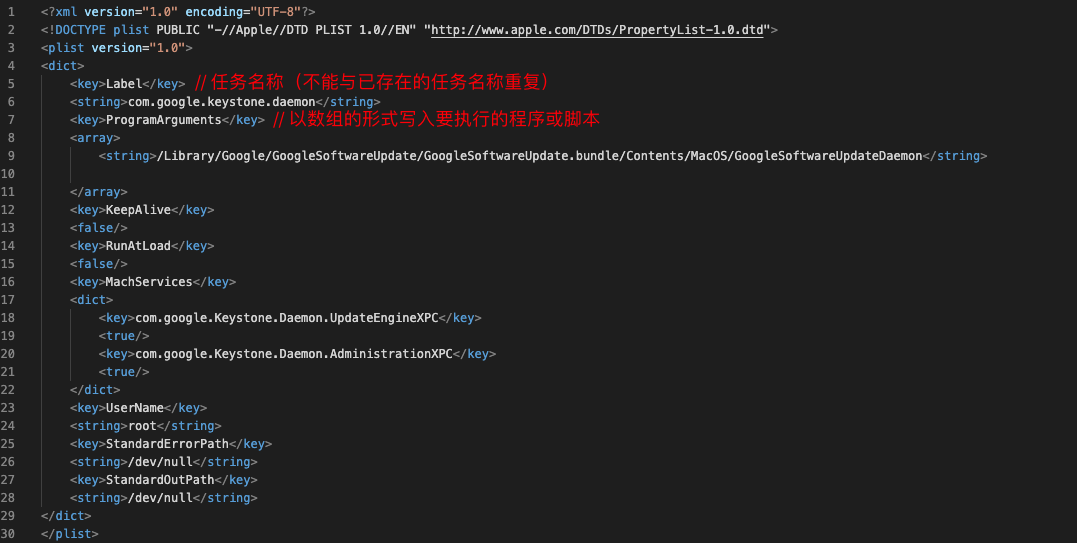 1 <?xml version="1.0" encoding="UTF-8"?>
2 <!DOCTYPE plist PUBLIC "-//Apple//DTD PLIST 1.0//EN" "http://www.apple.com/DTDs/PropertyList-1.0.dtd">
3 <plist version="1.0">
4 <dict>
5 <key>Label</key> // 任务名称（不能与已存在的任务名称重复）
6 <string>com.google.keystone.daemon</string>
7 <key>ProgramArguments</key> // 以数组的形式写入要执行的程序或脚本
8 <array>
9 <string>/Library/Google/GoogleSoftwareUpdate/GoogleSoftwareUpdate.bundle/Contents/MacOS/GoogleSoftwareUpdateDaemon</string>
10
11 </array>
12 <key>KeepAlive</key>
13 <false/>
14 <key>RunAtLoad</key>
15 <false/>
16 <key>MachServices</key>
17 <dict>
18 <key>com.google.Keystone.Daemon.UpdateEngineXPC</key>
19 <true/>
20 <key>com.google.Keystone.Daemon.AdministrationXPC</key>
21 <true/>
22 </dict>
23 <key>UserName</key>
24 <string>root</string>
25 <key>StandardErrorPath</key>
26 <string>/dev/null</string>
27 <key>StandardOutPath</key>
28 <string>/dev/null</string>
29 </dict>
30 </plist>